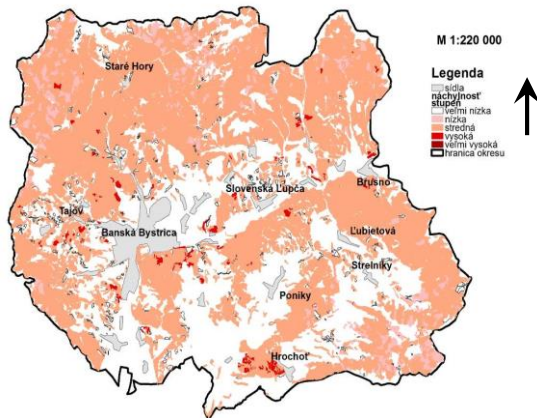 M 1:220 000
Staré Hory
Legenda
sídla
náchylnosť
stupeň
veľmi nízka
nízka
stredná
vysoká
veľmi vysoká
hranica okresu
Slovenská Ľupča
Brusno
Tajov
Banská Bystrica
Ľubietová
Strelníky
Poniky
Hrochoť